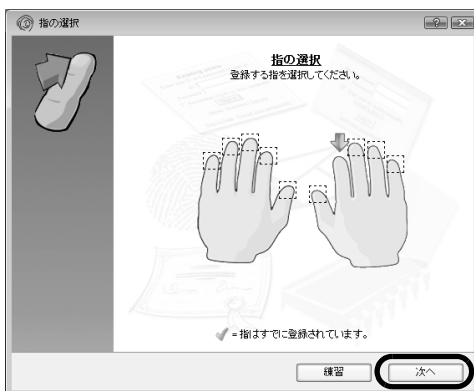 指の選択
指の選択
登録する指を選択してください。
= 指はすでに登録されています。
練習
次へ